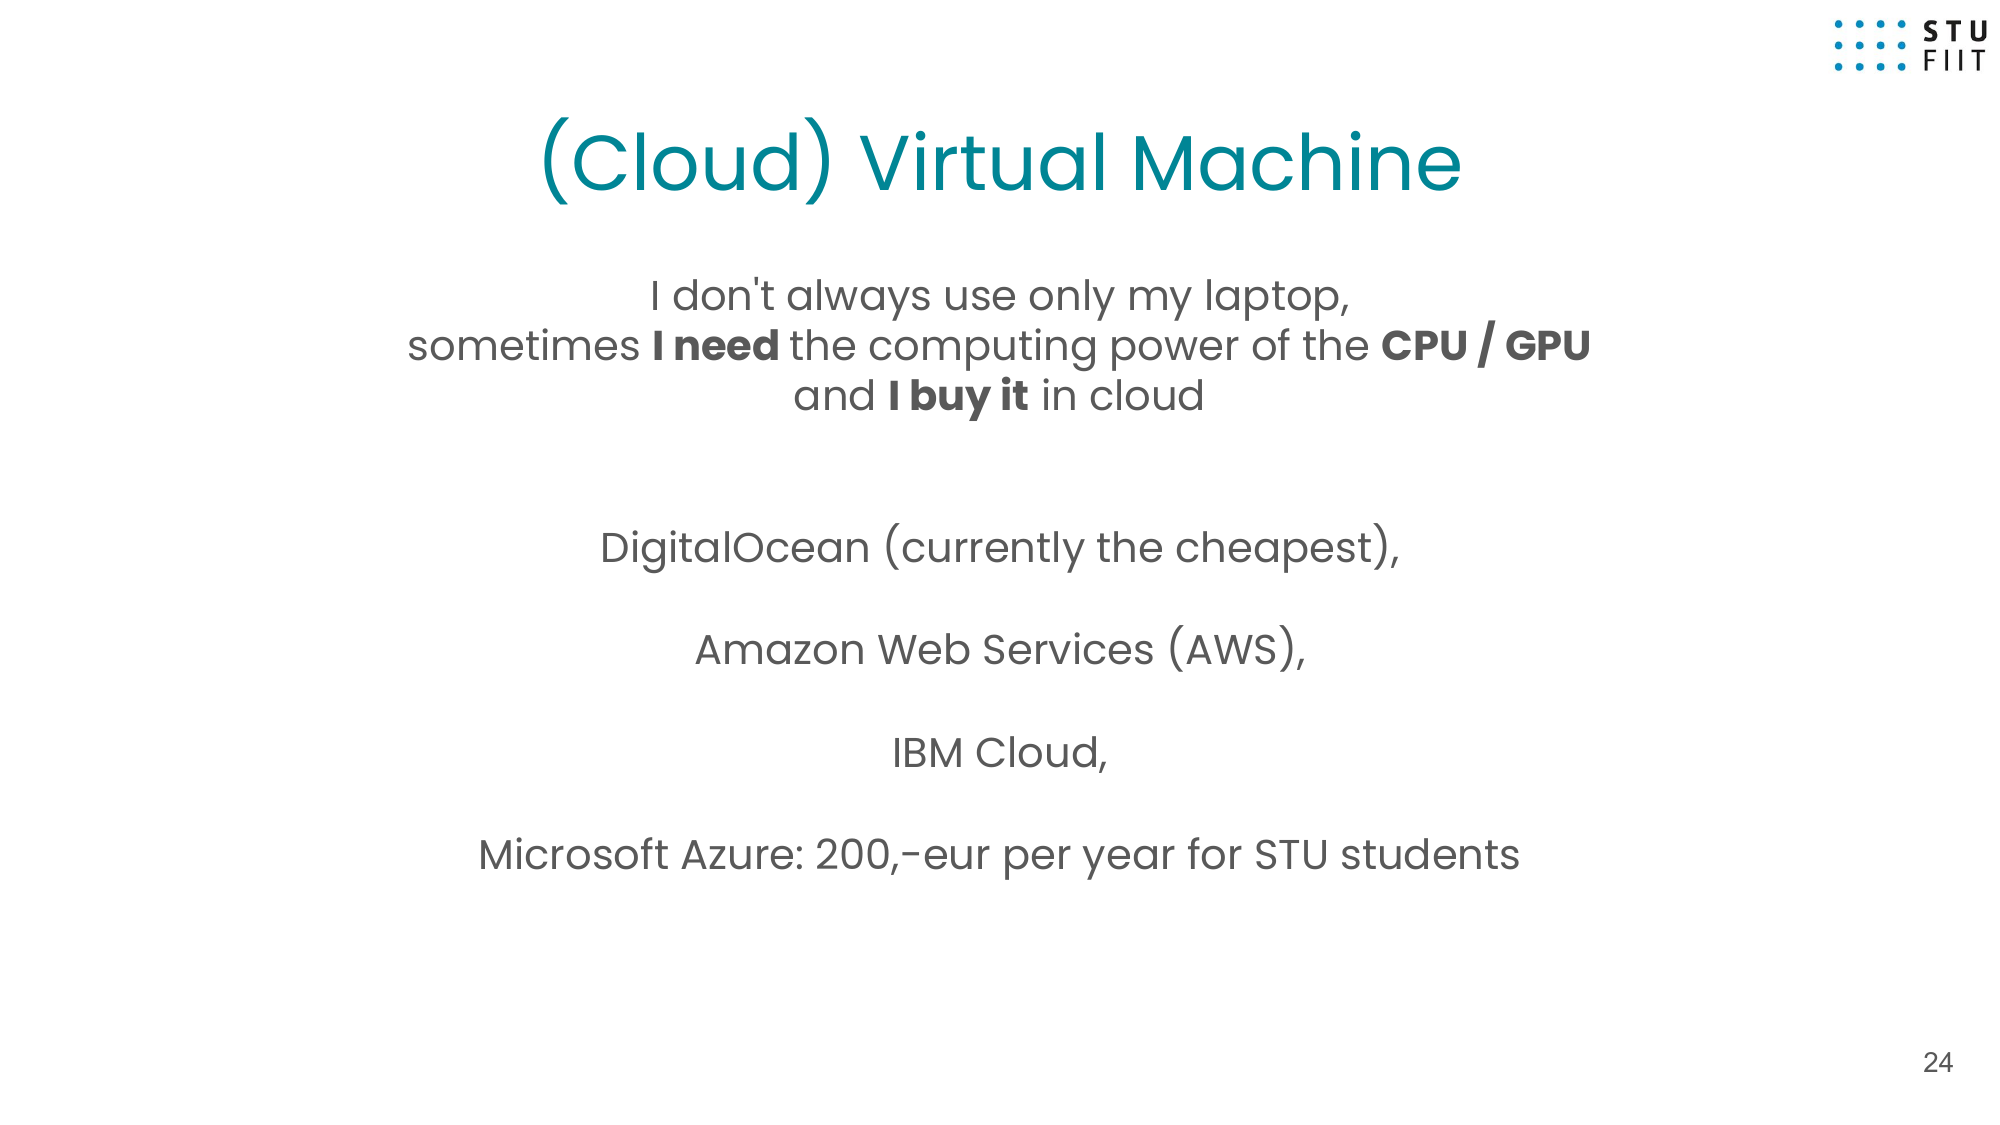 STU
FIIT
(Cloud) Virtual Machine
I don't always use only my laptop,
sometimes I need the computing power of the CPU / GPU
and I buy it in cloud
DigitalOcean (currently the cheapest),
Amazon Web Services (AWS),
IBM Cloud,
Microsoft Azure: 200,-eur per year for STU students
24